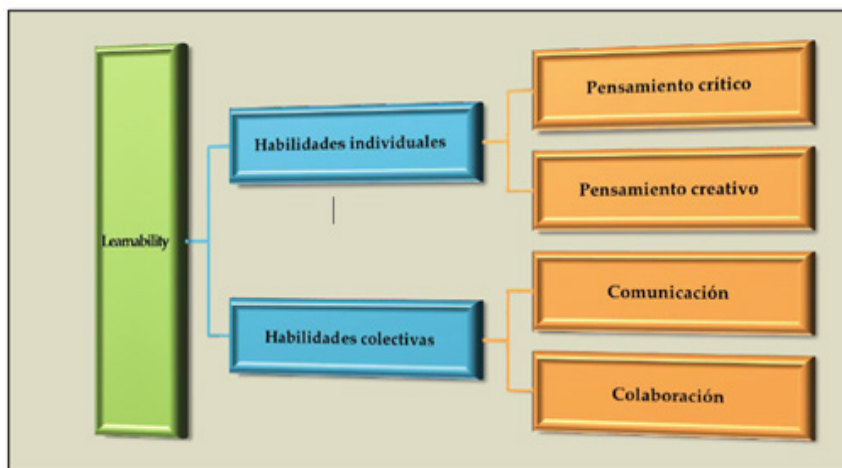 Learnability
Habilidades individuales
Habilidades colectivas
Pensamiento crítico
Pensamiento creativo
Comunicación
Colaboración